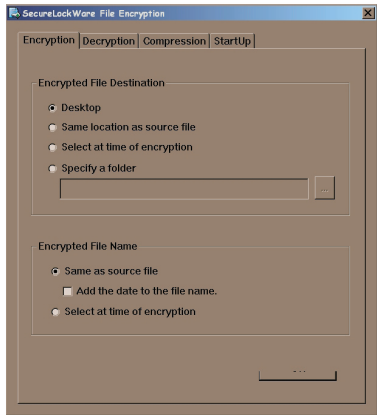 SecureLockWare File Encryption
Encryption Decryption Compression StartUp
Encrypted File Destination
Desktop
Same location as source file
Select at time of encryption
Specify a folder
...
Encrypted File Name
Same as source file
Add the date to the file name.
Select at time of encryption